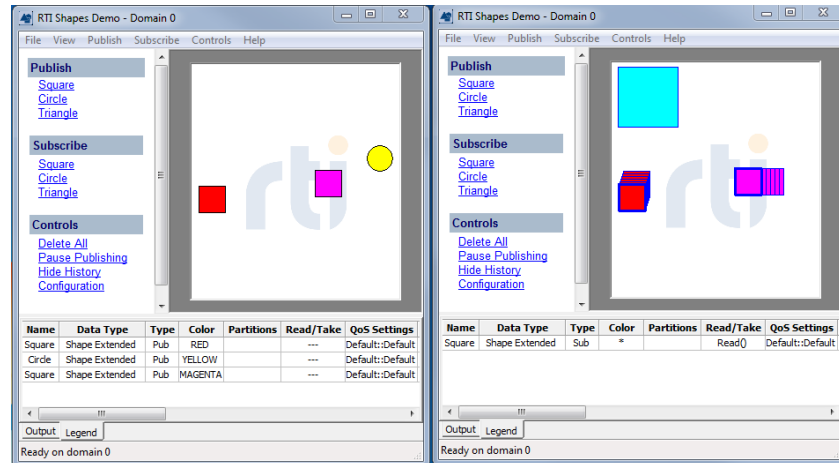 RTI Shapes Demo - Domain 0
File View Publish Subscribe Controls Help
Publish
Square
Circle
Triangle
Subscribe
Square
Circle
Triangle
Controls
Delete All
Pause Publishing
Hide History
Configuration
rti
Name Data Type Type Color Partitions Read/Take QoS Settings
Square Shape Extended Pub RED --- Default::Default
Circle Shape Extended Pub YELLOW --- Default::Default
Square Shape Extended Pub MAGENTA --- Default::Default
Output Legend
Ready on domain 0
RTI Shapes Demo - Domain 0
File View Publish Subscribe Controls Help
Publish
Square
Circle
Triangle
Subscribe
Square
Circle
Triangle
Controls
Delete All
Pause Publishing
Hide History
Configuration
rti
Name Data Type Type Color Partitions Read/Take QoS Settings
Square Shape Extended Sub * Read() Default::Default
Output Legend
Ready on domain 0